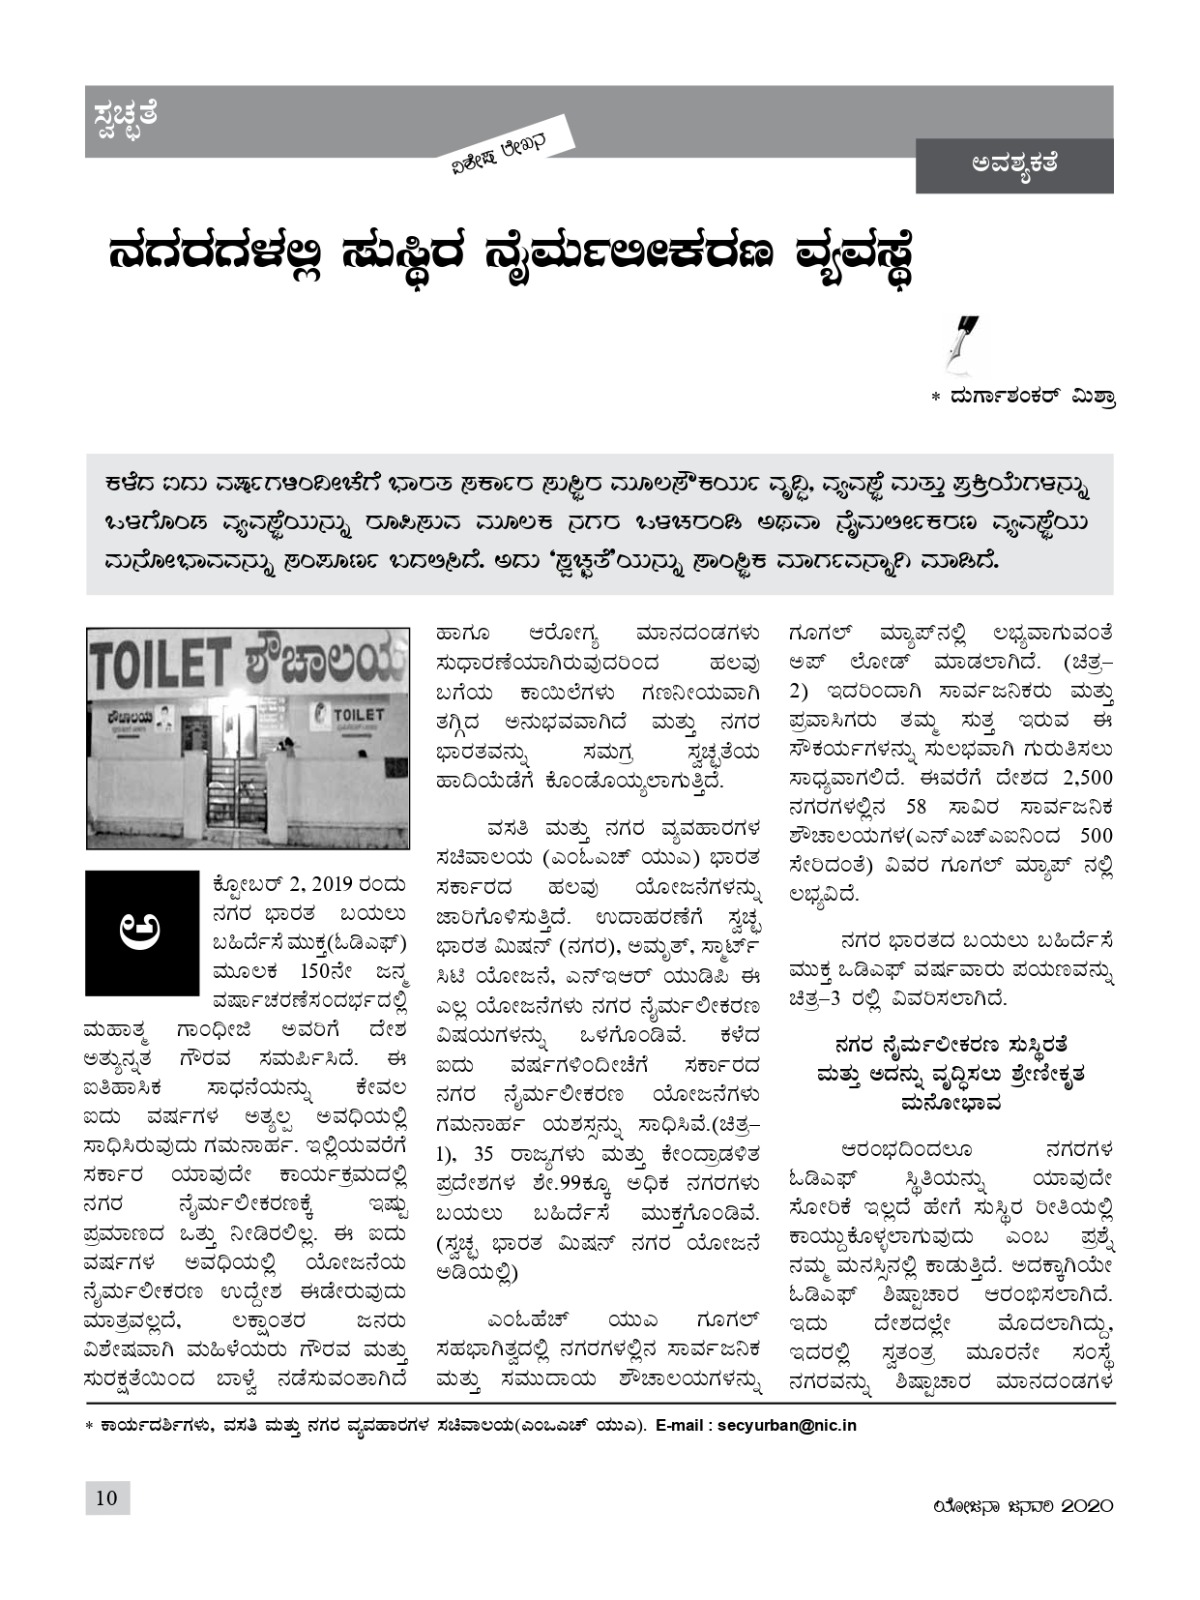 ಸ್ವಚ್ಛತೆ
ವಿಶೇಷ ಲೇಖನ
ಅವಶ್ಯಕತೆ
ನಗರಗಳಲ್ಲಿ ಸುಸ್ಥಿರ ನೈರ್ಮಲೀಕರಣ ವ್ಯವಸ್ಥೆ
* ದುರ್ಗಾಶಂಕರ್ ಮಿಶ್ರಾ
ಕಳೆದ ಐದು ವರ್ಷಗಳಿಂದೀಚೆಗೆ ಭಾರತ ಸರ್ಕಾರ ಸುಸ್ಥಿರ ಮೂಲಸೌಕರ್ಯ ವೃದ್ಧಿ, ವ್ಯವಸ್ಥೆ ಮತ್ತು ಪ್ರಕ್ರಿಯೆಗಳನ್ನು
ಒಳಗೊಂಡ ವ್ಯವಸ್ಥೆಯನ್ನು ರೂಪಿಸುವ ಮೂಲಕ ನಗರ ಒಳಚರಂಡಿ ಅಥವಾ ನೈರ್ಮಲೀಕರಣ ವ್ಯವಸ್ಥೆಯ
ಮನೋಭಾವವನ್ನು ಸಂಪೂರ್ಣ ಬದಲಿಸಿದೆ. ಅದು ‘ಸ್ವಚ್ಛತೆ’ಯನ್ನು ಸಾಂಸ್ಥಿಕ ಮಾರ್ಗವನ್ನಾಗಿ ಮಾಡಿದೆ.
TOILET ಶೌಚಾಲಯ
ಶೌಚಾಲಯ
TOILET
ಅ
ಕ್ಟೋಬರ್ 2, 2019 ರಂದು
ನಗರ ಭಾರತ ಬಯಲು
ಬಹಿರ್ದೆಸೆ ಮುಕ್ತ(ಓಡಿಎಫ್)
ಮೂಲಕ 150ನೇ ಜನ್ಮ
ವರ್ಷಾಚರಣೆಸಂದರ್ಭದಲ್ಲಿ
ಮಹಾತ್ಮ ಗಾಂಧೀಜಿ ಅವರಿಗೆ ದೇಶ
ಅತ್ಯುನ್ನತ ಗೌರವ ಸಮರ್ಪಿಸಿದೆ. ಈ
ಐತಿಹಾಸಿಕ ಸಾಧನೆಯನ್ನು ಕೇವಲ
ಐದು ವರ್ಷಗಳ ಅತ್ಯಲ್ಪ ಅವಧಿಯಲ್ಲಿ
ಸಾಧಿಸಿರುವುದು ಗಮನಾರ್ಹ. ಇಲ್ಲಿಯವರೆಗೆ
ಸರ್ಕಾರ ಯಾವುದೇ ಕಾರ್ಯಕ್ರಮದಲ್ಲಿ
ನಗರ ನೈರ್ಮಲೀಕರಣಕ್ಕೆ ಇಷ್ಟು
ಪ್ರಮಾಣದ ಒತ್ತು ನೀಡಿರಲಿಲ್ಲ. ಈ ಐದು
ವರ್ಷಗಳ ಅವಧಿಯಲ್ಲಿ ಯೋಜನೆಯ
ನೈರ್ಮಲೀಕರಣ ಉದ್ದೇಶ ಈಡೇರುವುದು
ಮಾತ್ರವಲ್ಲದೆ, ಲಕ್ಷಾಂತರ ಜನರು
ವಿಶೇಷವಾಗಿ ಮಹಿಳೆಯರು ಗೌರವ ಮತ್ತು
ಸುರಕ್ಷತೆಯಿಂದ ಬಾಳ್ವೆ ನಡೆಸುವಂತಾಗಿದೆ
ಹಾಗೂ ಆರೋಗ್ಯ ಮಾನದಂಡಗಳು
ಸುಧಾರಣೆಯಾಗಿರುವುದರಿಂದ ಹಲವು
ಬಗೆಯ ಕಾಯಿಲೆಗಳು ಗಣನೀಯವಾಗಿ
ತಗ್ಗಿದ ಅನುಭವವಾಗಿದೆ ಮತ್ತು ನಗರ
ಭಾರತವನ್ನು ಸಮಗ್ರ ಸ್ವಚ್ಛತೆಯ
ಹಾದಿಯೆಡೆಗೆ ಕೊಂಡೊಯ್ಯಲಾಗುತ್ತಿದೆ.
ವಸತಿ ಮತ್ತು ನಗರ ವ್ಯವಹಾರಗಳ
ಸಚಿವಾಲಯ (ಎಂಓಎಚ್ ಯುಎ) ಭಾರತ
ಸರ್ಕಾರದ ಹಲವು ಯೋಜನೆಗಳನ್ನು
ಜಾರಿಗೊಳಿಸುತ್ತಿದೆ. ಉದಾಹರಣೆಗೆ ಸ್ವಚ್ಛ
ಭಾರತ ಮಿಷನ್ (ನಗರ), ಅಮೃತ್, ಸ್ಮಾರ್ಟ್
ಸಿಟಿ ಯೋಜನೆ, ಎನ್‌ಇಆರ್ ಯುಡಿಪಿ ಈ
ಎಲ್ಲ ಯೋಜನೆಗಳು ನಗರ ನೈರ್ಮಲೀಕರಣ
ವಿಷಯಗಳನ್ನು ಒಳಗೊಂಡಿವೆ. ಕಳೆದ
ಐದು ವರ್ಷಗಳಿಂದೀಚೆಗೆ ಸರ್ಕಾರದ
ನಗರ ನೈರ್ಮಲೀಕರಣ ಯೋಜನೆಗಳು
ಗಮನಾರ್ಹ ಯಶಸ್ಸನ್ನು ಸಾಧಿಸಿವೆ.(ಚಿತ್ರ–
1), 35 ರಾಜ್ಯಗಳು ಮತ್ತು ಕೇಂದ್ರಾಡಳಿತ
ಪ್ರದೇಶಗಳ ಶೇ.99ಕ್ಕೂ ಅಧಿಕ ನಗರಗಳು
ಬಯಲು ಬಹಿರ್ದೆಸೆ ಮುಕ್ತಗೊಂಡಿವೆ.
(ಸ್ವಚ್ಛ ಭಾರತ ಮಿಷನ್ ನಗರ ಯೋಜನೆ
ಅಡಿಯಲ್ಲಿ)
ಎಂಓಹೆಚ್ ಯುಎ ಗೂಗಲ್
ಸಹಭಾಗಿತ್ವದಲ್ಲಿ ನಗರಗಳಲ್ಲಿನ ಸಾರ್ವಜನಿಕ
ಮತ್ತು ಸಮುದಾಯ ಶೌಚಾಲಯಗಳನ್ನು
ಗೂಗಲ್ ಮ್ಯಾಪ್‌ನಲ್ಲಿ ಲಭ್ಯವಾಗುವಂತೆ
ಅಪ್ ಲೋಡ್ ಮಾಡಲಾಗಿದೆ. (ಚಿತ್ರ–
2) ಇದರಿಂದಾಗಿ ಸಾರ್ವಜನಿಕರು ಮತ್ತು
ಪ್ರವಾಸಿಗರು ತಮ್ಮ ಸುತ್ತ ಇರುವ ಈ
ಸೌಕರ್ಯಗಳನ್ನು ಸುಲಭವಾಗಿ ಗುರುತಿಸಲು
ಸಾಧ್ಯವಾಗಲಿದೆ. ಈವರೆಗೆ ದೇಶದ 2,500
ನಗರಗಳಲ್ಲಿನ 58 ಸಾವಿರ ಸಾರ್ವಜನಿಕ
ಶೌಚಾಲಯಗಳ(ಎನ್‌ಎಚ್‌ಎಐನಿಂದ 500
ಸೇರಿದಂತೆ) ವಿವರ ಗೂಗಲ್ ಮ್ಯಾಪ್ ನಲ್ಲಿ
ಲಭ್ಯವಿದೆ.
ನಗರ ಭಾರತದ ಬಯಲು ಬಹಿರ್ದೆಸೆ
ಮುಕ್ತ ಒಡಿಎಫ್ ವರ್ಷವಾರು ಪಯಣವನ್ನು
ಚಿತ್ರ–3 ರಲ್ಲಿ ವಿವರಿಸಲಾಗಿದೆ.
ನಗರ ನೈರ್ಮಲೀಕರಣ ಸುಸ್ಥಿರತೆ
ಮತ್ತು ಅದನ್ನು ವೃದ್ಧಿಸಲು ಶ್ರೇಣೀಕೃತ
ಮನೋಭಾವ
ಆರಂಭದಿಂದಲೂ ನಗರಗಳ
ಓಡಿಎಫ್ ಸ್ಥಿತಿಯನ್ನು ಯಾವುದೇ
ಸೋರಿಕೆ ಇಲ್ಲದೆ ಹೇಗೆ ಸುಸ್ಥಿರ ರೀತಿಯಲ್ಲಿ
ಕಾಯ್ದುಕೊಳ್ಳಲಾಗುವುದು ಎಂಬ ಪ್ರಶ್ನೆ
ನಮ್ಮ ಮನಸ್ಸಿನಲ್ಲಿ ಕಾಡುತ್ತಿದೆ. ಅದಕ್ಕಾಗಿಯೇ
ಓಡಿಎಫ್ ಶಿಷ್ಟಾಚಾರ ಆರಂಭಿಸಲಾಗಿದೆ.
ಇದು ದೇಶದಲ್ಲೇ ಮೊದಲಾಗಿದ್ದು,
ಇದರಲ್ಲಿ ಸ್ವತಂತ್ರ ಮೂರನೇ ಸಂಸ್ಥೆ
ನಗರವನ್ನು ಶಿಷ್ಟಾಚಾರ ಮಾನದಂಡಗಳ
* ಕಾರ್ಯದರ್ಶಿಗಳು, ವಸತಿ ಮತ್ತು ನಗರ ವ್ಯವಹಾರಗಳ ಸಚಿವಾಲಯ(ಎಂಒಎಚ್ ಯುಎ). E-mail : secyurban@nic.in
10
ಯೋಜನಾ ಜನವರಿ 2020